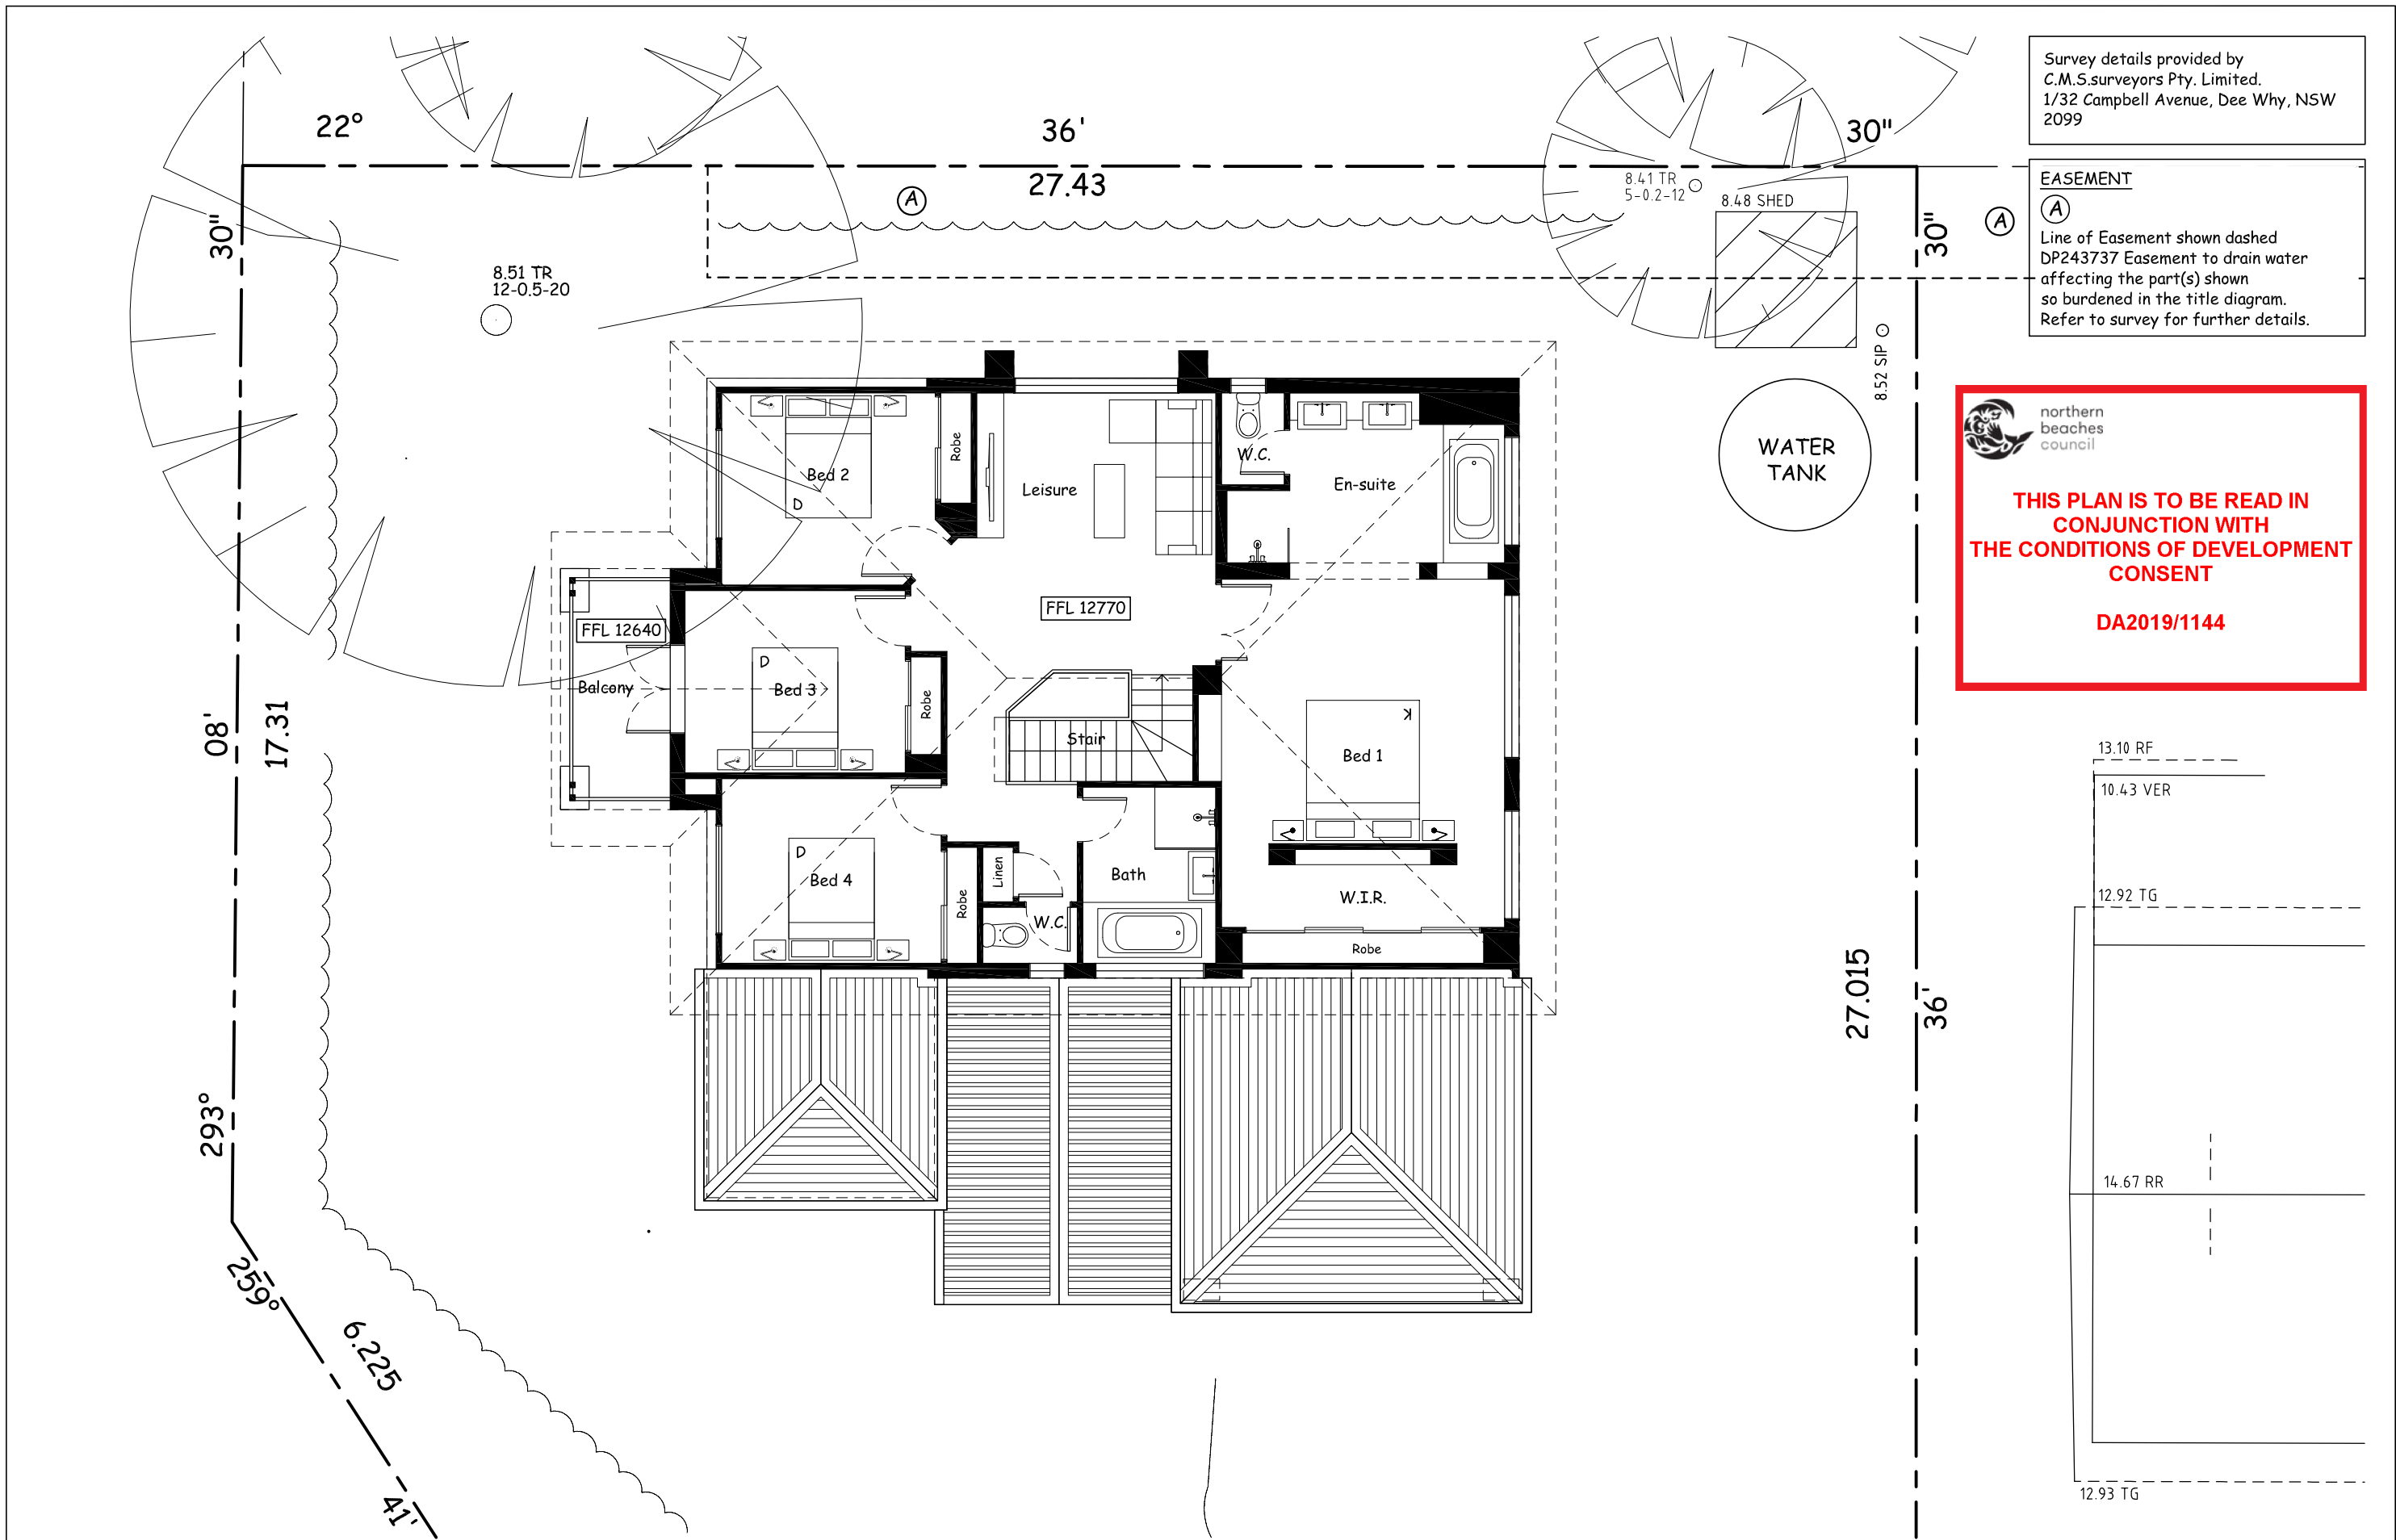 Survey details provided by
C.M.S.surveyors Pty. Limited.
1/32 Campbell Avenue, Dee Why, NSW
2099
22°
36'
30"
27.43
A
8.41 TR
5-0.2-12
8.48 SHED
30"
30"
A
EASEMENT
A
Line of Easement shown dashed
DP243737 Easement to drain water
affecting the part(s) shown
so burdened in the title diagram.
Refer to survey for further details.
8.51 TR
12-0.5-20
8.52 SIP
WATER
TANK
northern
beaches
council
THIS PLAN IS TO BE READ IN
CONJUNCTION WITH
THE CONDITIONS OF DEVELOPMENT
CONSENT
DA2019/1144
Bed 2
D
Robe
Leisure
W.C.
En-suite
FFL 12770
FFL 12640
Balcony
D
Bed 3
Robe
Stair
K
Bed 1
08'
17.31
D
Bed 4
Robe
Linen
W.C.
Bath
W.I.R.
Robe
13.10 RF
10.43 VER
12.92 TG
27.015
36'
293°
14.67 RR
259°
6.225
41'
12.93 TG